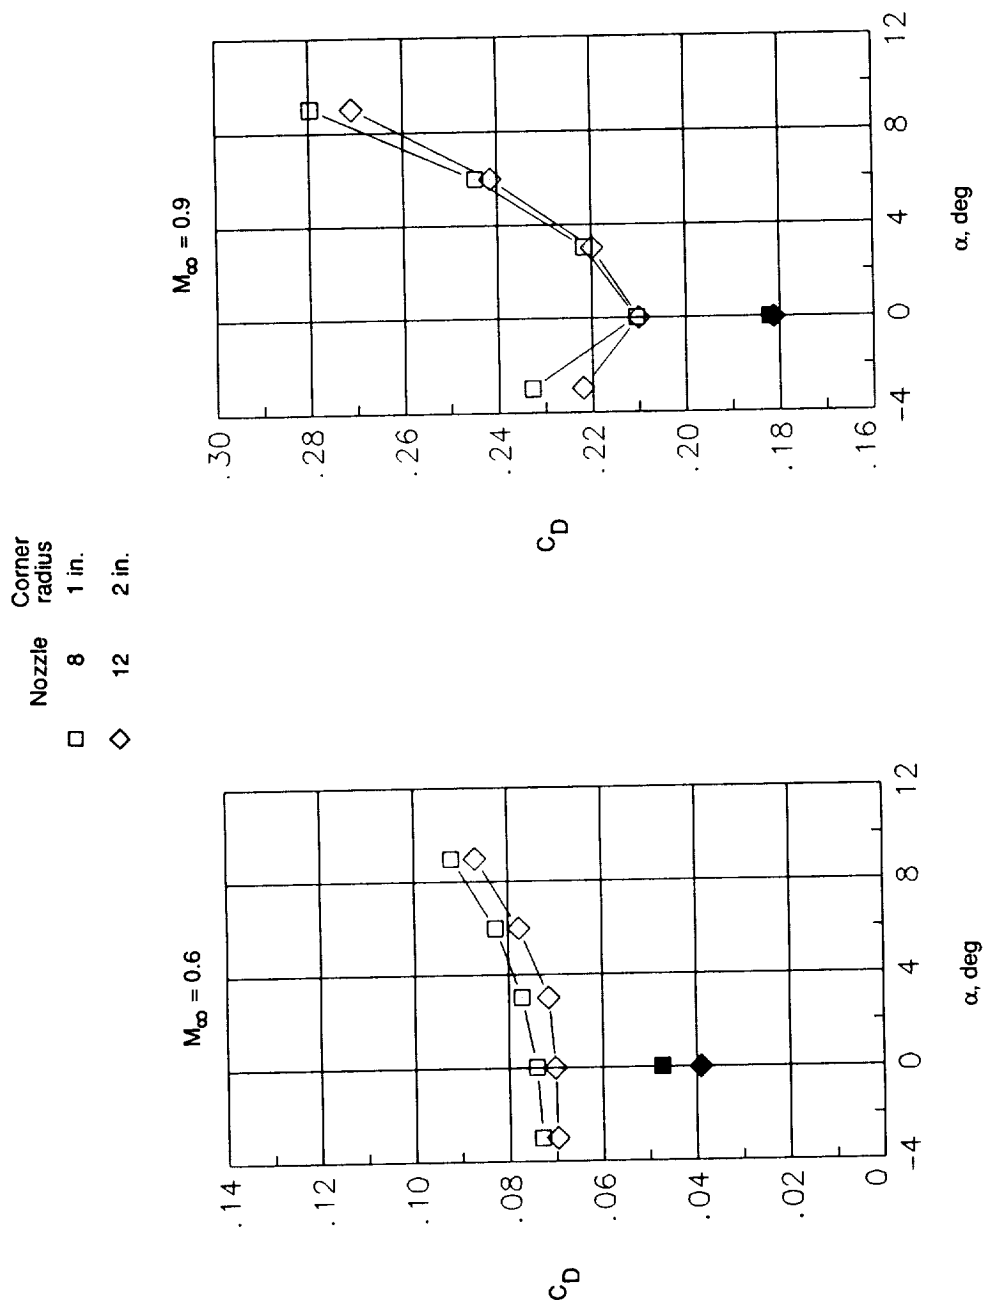 Nozzle Corner radius
□ 8 1 in.
◇ 12 2 in.
M∞ = 0.6
.14
.12
.10
.08
.06
.04
.02
0
C_D
-4 0 4 8 12
α, deg
M∞ = 0.9
.30
.28
.26
.24
.22
.20
.18
.16
C_D
-4 0 4 8 12
α, deg